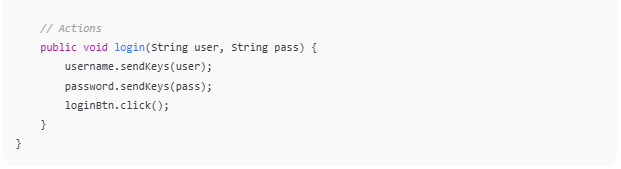 // Actions
public void login(String user, String pass) {
username.sendKeys(user);
password.sendKeys(pass);
loginBtn.click();
}
}